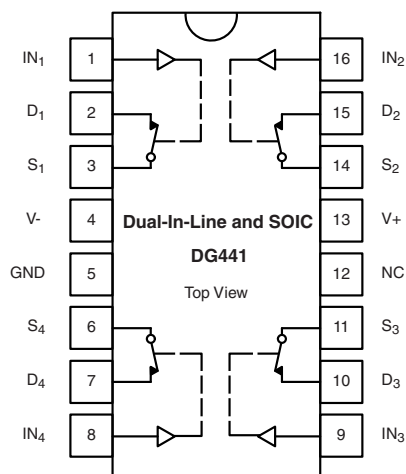 IN1 1 16 IN2
D1 2 15 D2
S1 3 14 S2
V- 4 Dual-In-Line and SOIC 13 V+
DG441
GND 5 12 NC
Top View
S4 6 11 S3
D4 7 10 D3
IN4 8 9 IN3